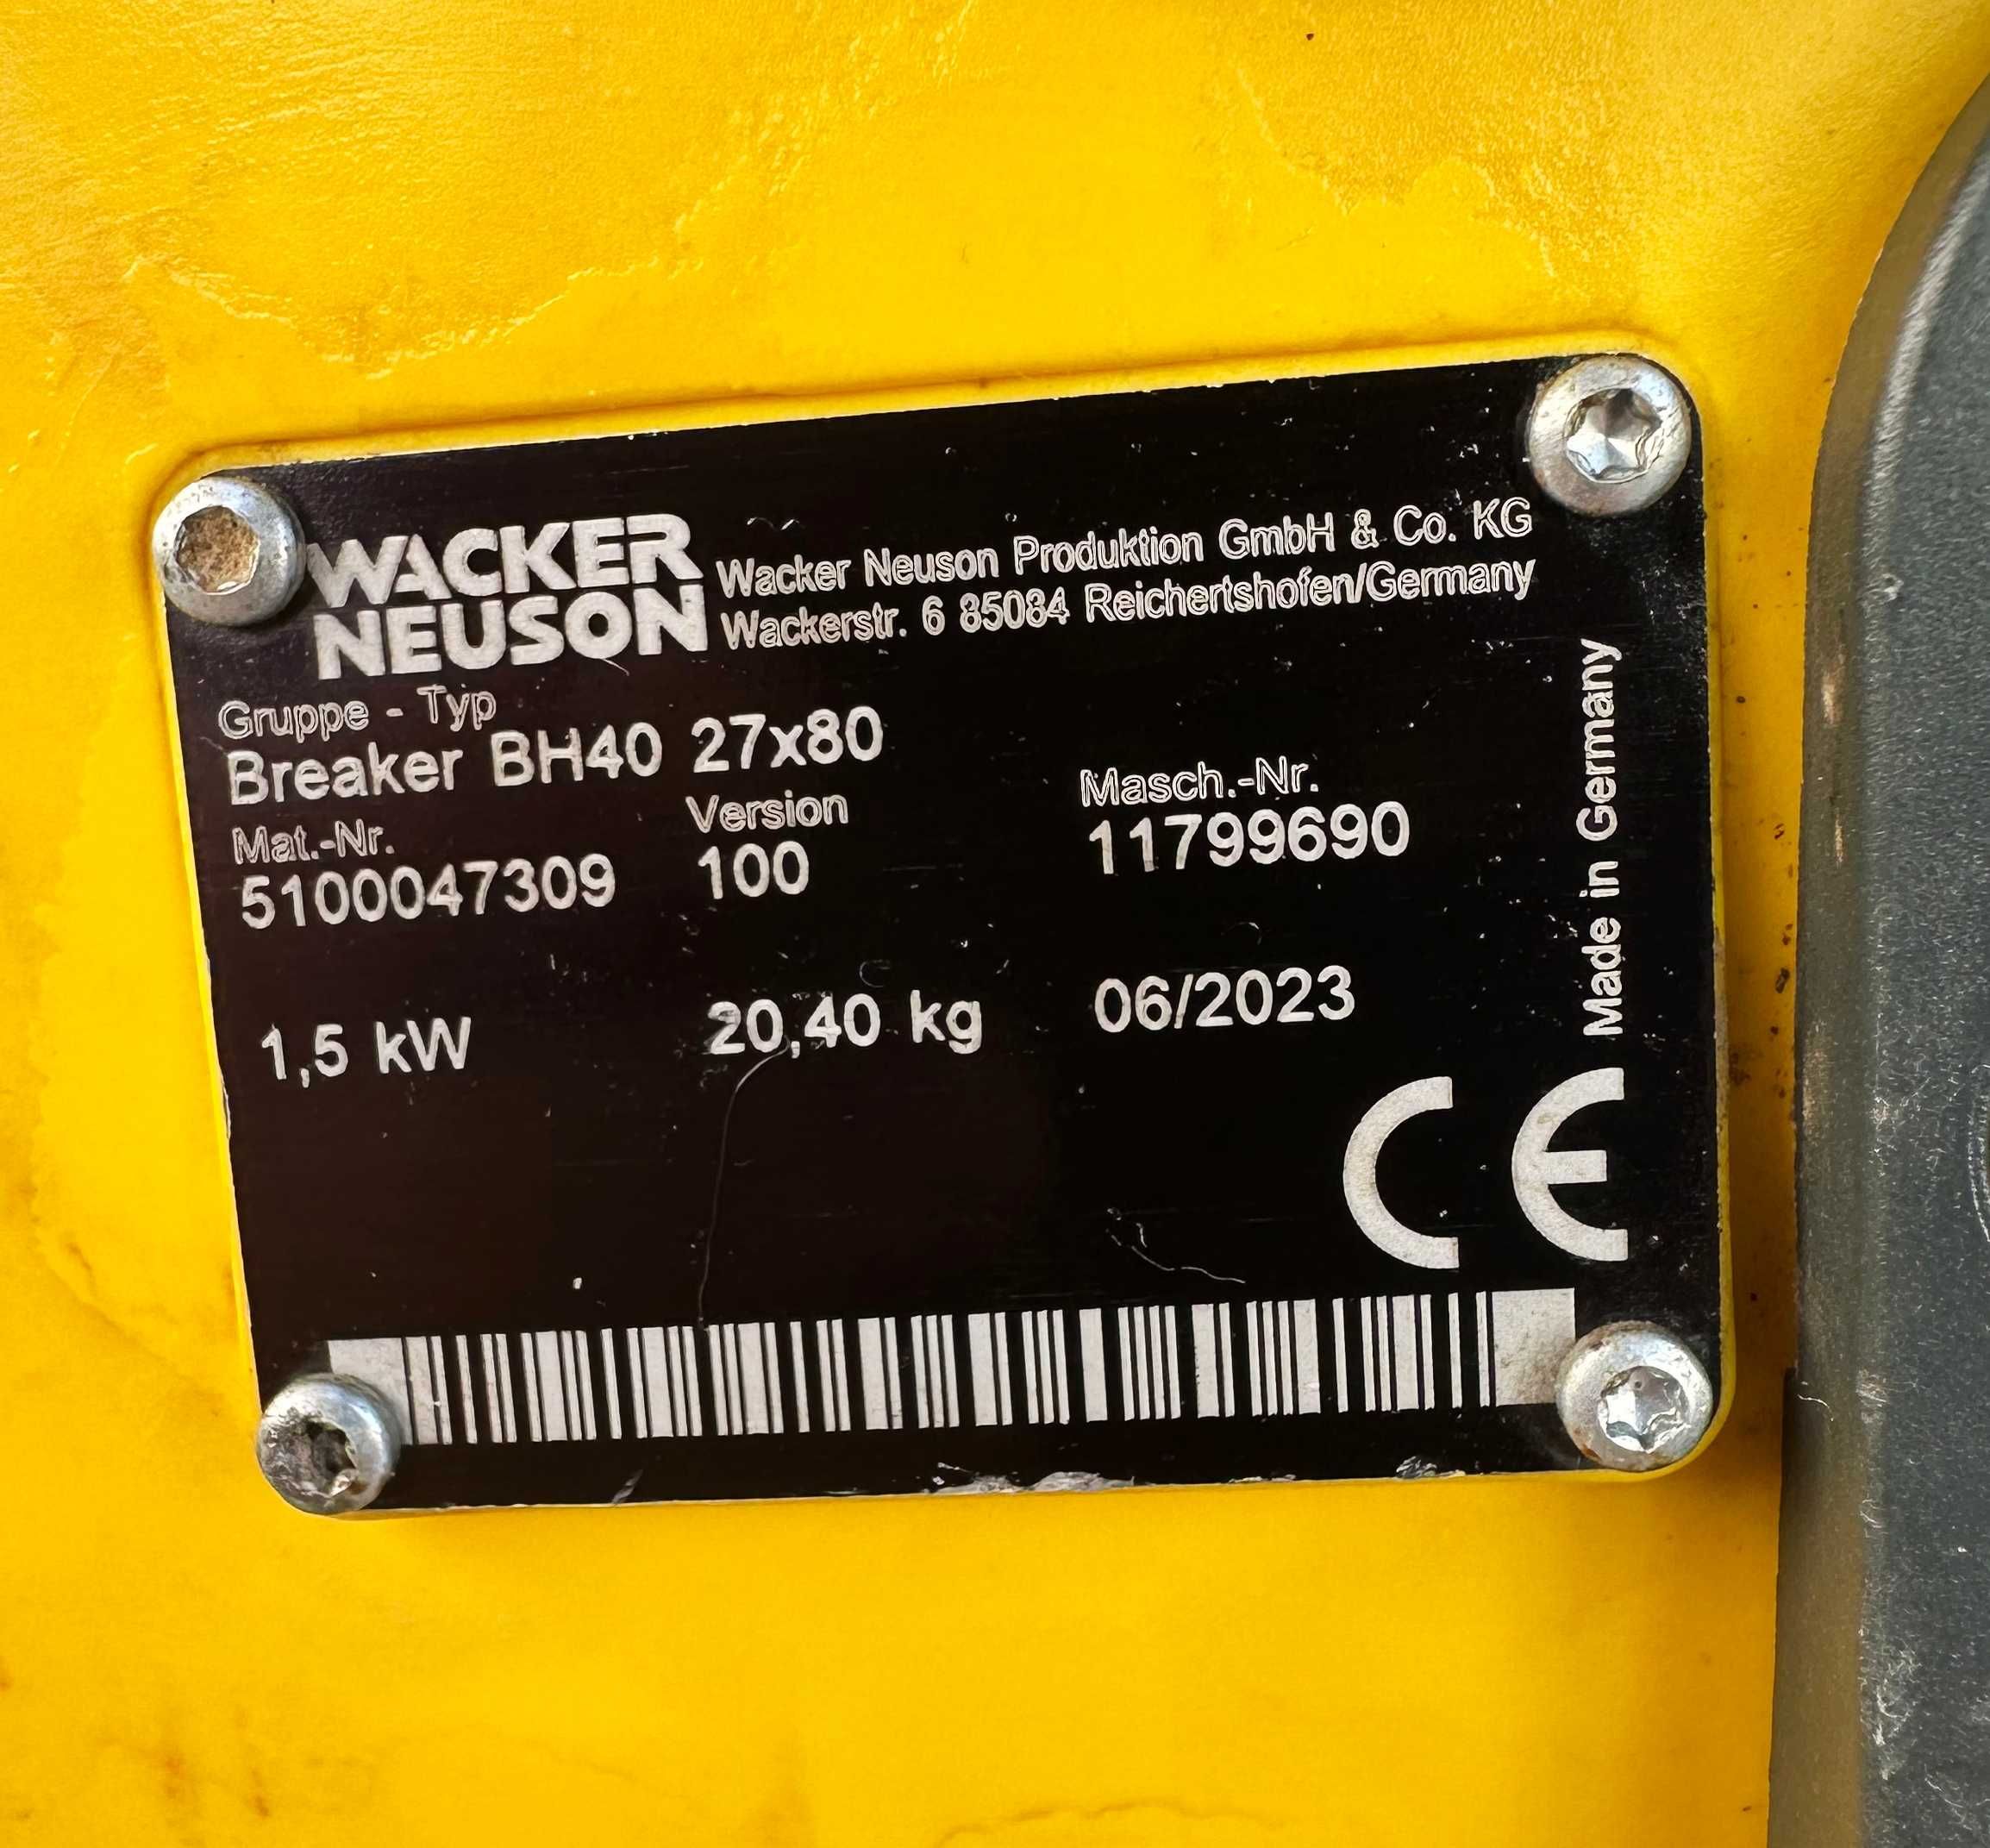 WACKER
NEUSON
Wacker Neuson Produktion GmbH & Co. KG
Wackerstr. 6 85084 Reichertshofen/Germany
Gruppe - Typ
Breaker BH40 27x80
Mat.-Nr. Version Masch.-Nr.
5100047309 100 11799690
1,5 kW 20,40 kg 06/2023
Made in Germany
CE